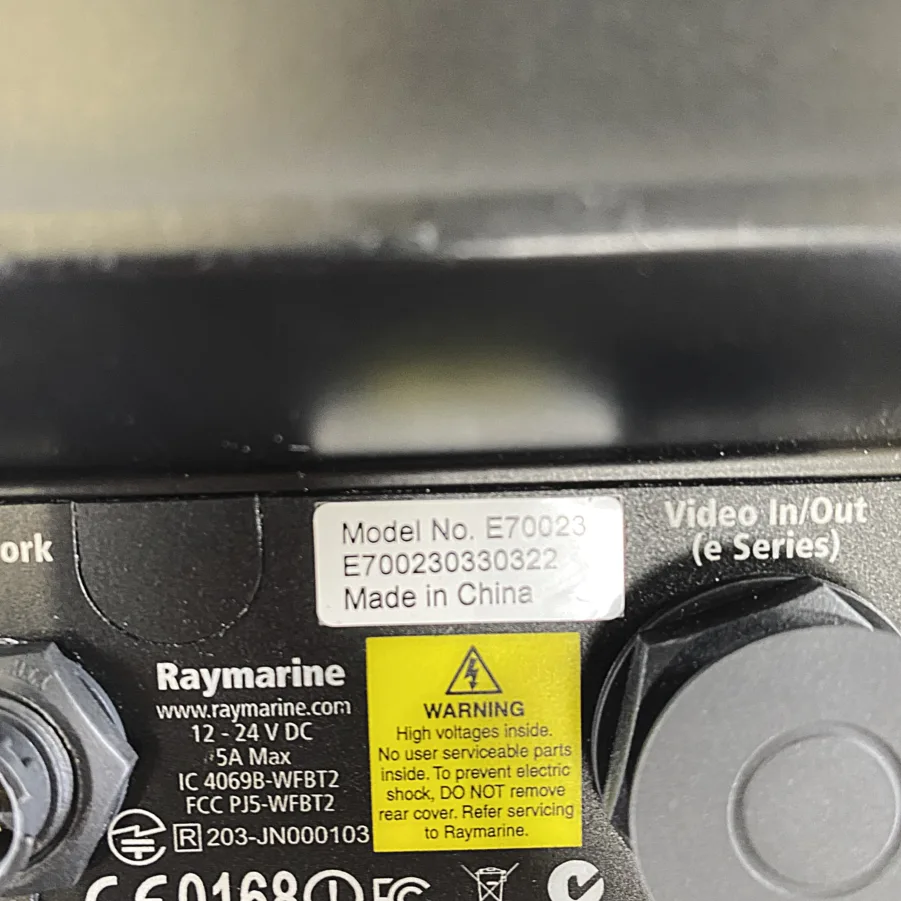 ork
Model No. E70023
E700230330322
Made in China
Video In/Out
(e Series)
Raymarine
www.raymarine.com
12 - 24 V DC
5A Max
IC 4069B-WFBT2
FCC PJ5-WFBT2
R 203-JN000103
WARNING
High voltages inside.
No user serviceable parts
inside. To prevent electric
shock, DO NOT remove
rear cover. Refer servicing
to Raymarine.
CE0168 FC